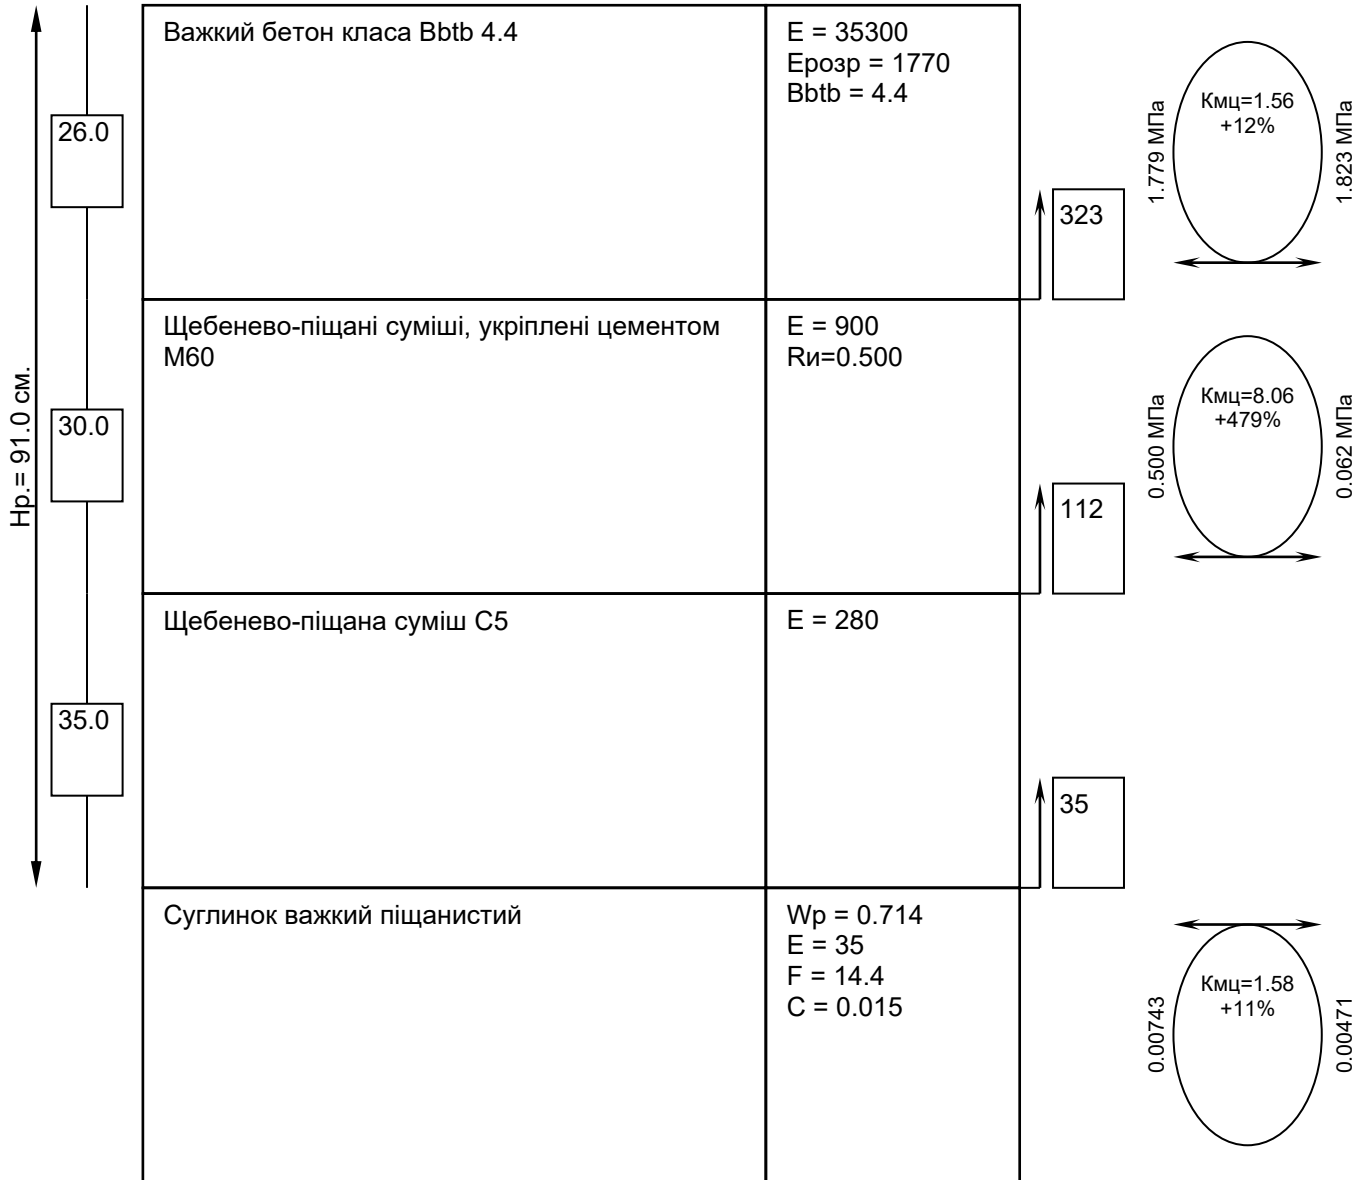 Нр.= 91.0 см.
26.0
Важкий бетон класа Bbtb 4.4
E = 35300
Eрозр = 1770
Bbtb = 4.4
323
1.779 МПа
Кмц=1.56
+12%
1.823 МПа
30.0
Щебенево-піщані суміші, укріплені цементом
М60
E = 900
Rи=0.500
112
0.500 МПа
Кмц=8.06
+479%
0.062 МПа
35.0
Щебенево-піщана суміш С5
E = 280
35
Суглинок важкий піщанистий
Wp = 0.714
E = 35
F = 14.4
C = 0.015
0.00743
Кмц=1.58
+11%
0.00471